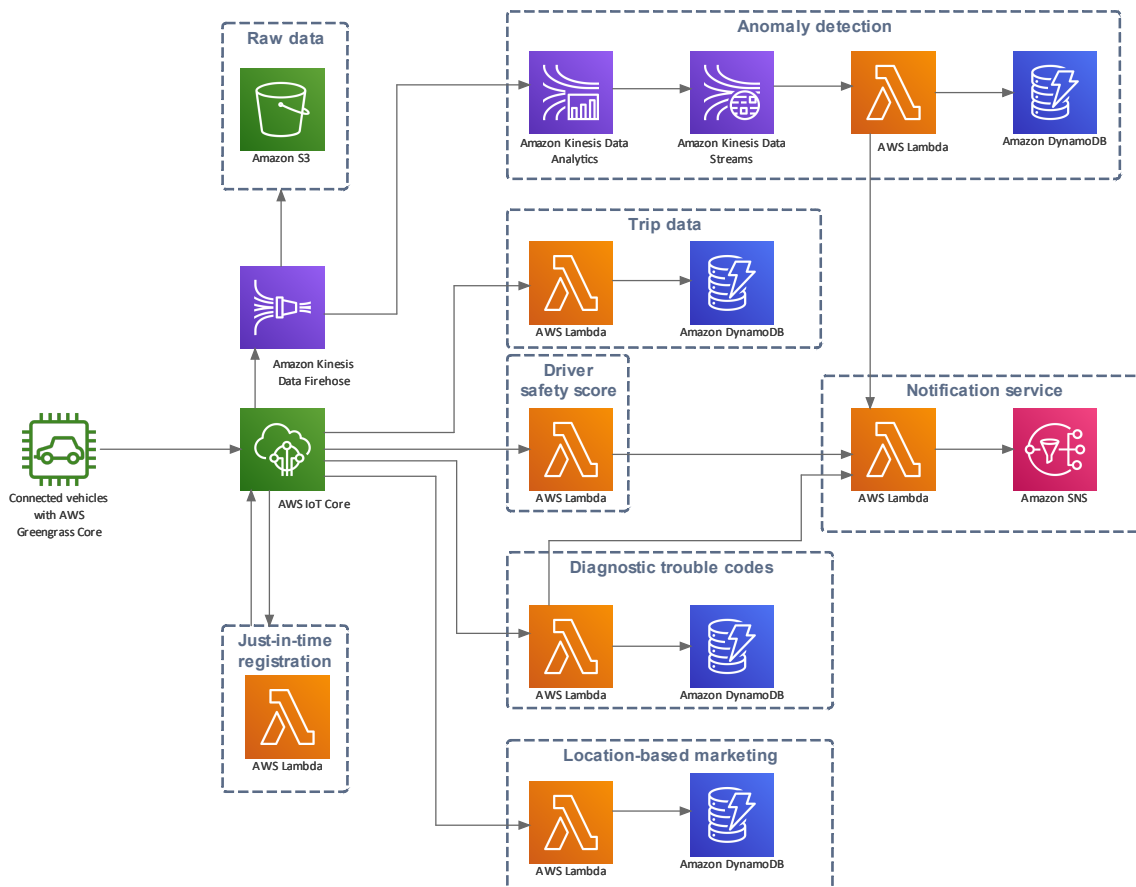 Raw data
Amazon S3
Anomaly detection
Amazon Kinesis Data
Analytics
Amazon Kinesis Data
Streams
AWS Lambda
Amazon DynamoDB
Trip data
AWS Lambda
Amazon DynamoDB
Amazon Kinesis
Data Firehose
Driver
safety score
AWS Lambda
Notification service
AWS Lambda
Amazon SNS
Connected vehicles
with AWS
Greengrass Core
AWS IoT Core
Diagnostic trouble codes
AWS Lambda
Amazon DynamoDB
Just-in-time
registration
AWS Lambda
Location-based marketing
AWS Lambda
Amazon DynamoDB